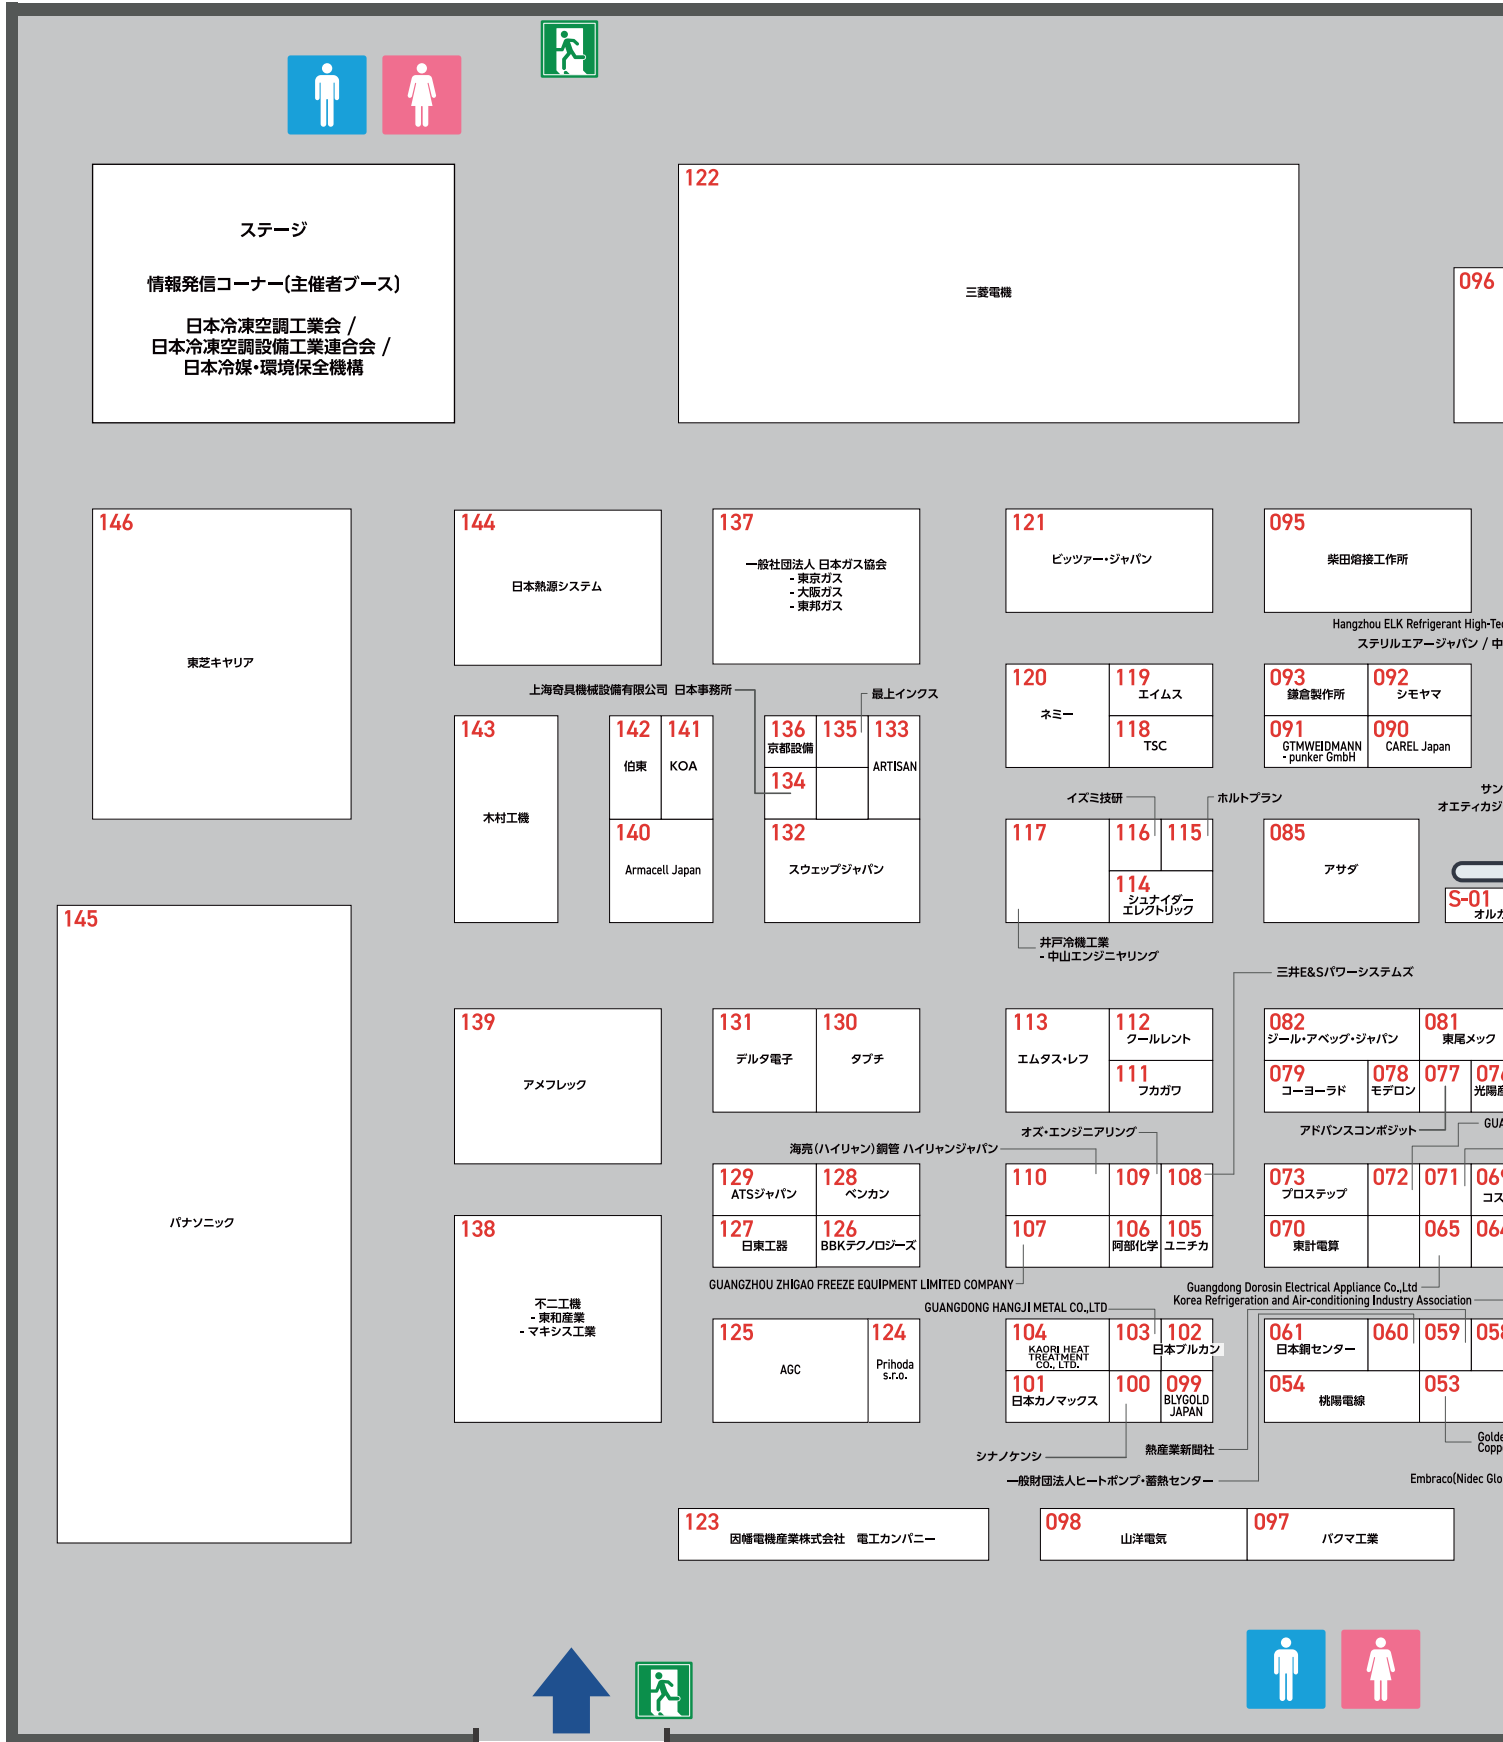 ステージ
情報発信コーナー(主催者ブース)
日本冷凍空調工業会 /
日本冷凍空調設備工業連合会 /
日本冷媒・環境保全機構
122
三菱電機
096
146
東芝キヤリア
144
日本熱源システム
137
一般社団法人 日本ガス協会
- 東京ガス
- 大阪ガス
- 東邦ガス
121
ビッツァー・ジャパン
095
柴田熔接工作所
Hangzhou ELK Refrigerant High-Te
ステリルエアージャパン / 中
上海奇具機械設備有限公司 日本事務所
最上インクス
120
ネミー
119
エイムス
118
TSC
093
鎌倉製作所
092
シモヤマ
091
GTMWEIDMANN
- punker GmbH
090
CAREL Japan
143
木村工機
142
伯東
141
KOA
140
Armacell Japan
136
京都設備
135
133
ARTISAN
134
132
スウェップジャパン
イズミ技研
ホルトプラン
サン
オエティカジ
117
116
115
114
シュナイダー
エレクトリック
085
アサダ
S-01
オルガ
井戸冷機工業
- 中山エンジニヤリング
三井E&Sパワーシステムズ
145
パナソニック
139
アメフレック
131
デルタ電子
130
タブチ
113
エムタス・レフ
112
クールレント
111
フカガワ
082
ジール・アベッグ・ジャパン
081
東尾メック
079
コーヨーラド
078
モデロン
077
076
光陽産
オズ・エンジニアリング
アドバンスコンポジット
GUA
海亮(ハイリャン)銅管 ハイリャンジャパン
129
ATSジャパン
128
ベンカン
127
日東工器
126
BBKテクノロジーズ
110
109
108
107
106
阿部化学
105
ユニチカ
073
プロステップ
072
071
069
コス
070
東計電算
065
064
138
不二工機
-東和産業
- マキシス工業
GUANGZHOU ZHIGAO FREEZE EQUIPMENT LIMITED COMPANY
Guangdong Dorosin Electrical Appliance Co.,Ltd
Korea Refrigeration and Air-conditioning Industry Association
GUANGDONG HANGJI METAL CO.,LTD
125
AGC
124
Prihoda
s.r.o.
104
KAORI HEAT
TREATMENT
CO., LTD.
103
102
日本ブルカン
101
日本カノマックス
100
099
BLYGOLD
JAPAN
061
日本銅センター
060
059
058
054
桃陽電線
053
シナノケンシ
熱産業新聞社
Golde
Copp
一般財団法人ヒートポンプ・蓄熱センター
Embraco(Nidec Glo
123
因幡電機産業株式会社 電工カンパニー
098
山洋電気
097
バクマ工業